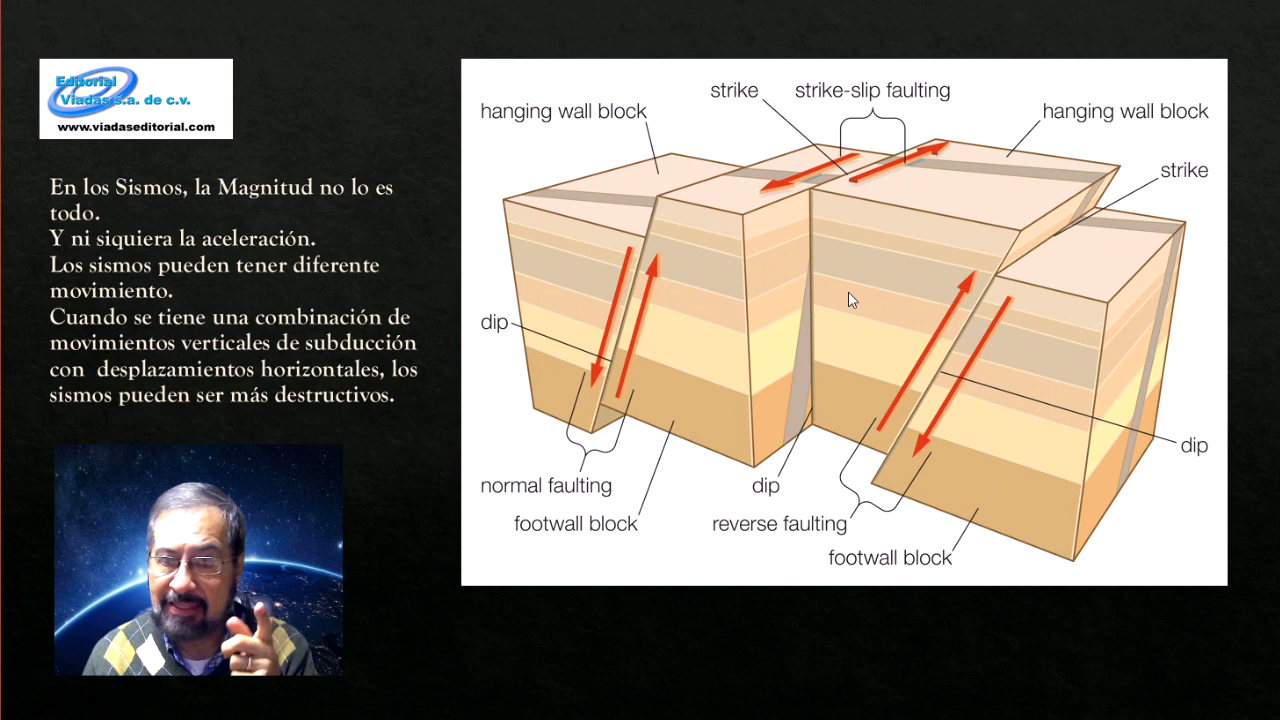 Editorial
Viadas s.a. de c.v.
www.viadaseditorial.com
En los Sismos, la Magnitud no lo es
todo.
Y ni siquiera la aceleración.
Los sismos pueden tener diferente
movimiento.
Cuando se tiene una combinación de
movimientos verticales de subducción
con desplazamientos horizontales, los
sismos pueden ser más destructivos.
strike
strike-slip faulting
hanging wall block
hanging wall block
strike
dip
dip
normal faulting
dip
footwall block
reverse faulting
footwall block